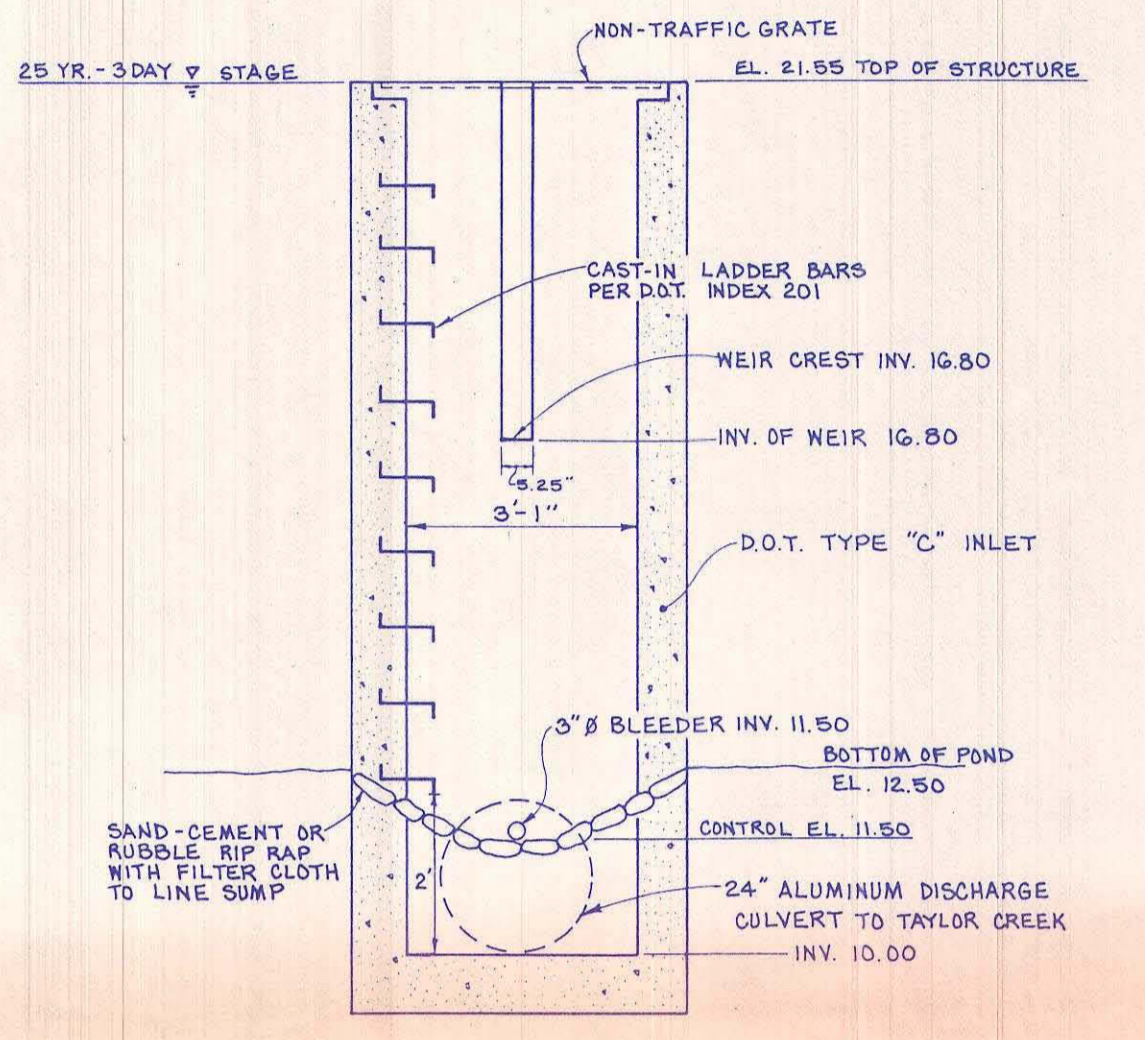 NON-TRAFFIC GRATE
25 YR.-3 DAY STAGE
EL. 21.55 TOP OF STRUCTURE
CAST-IN LADDER BARS
PER D.O.T. INDEX 201
WEIR CREST INV. 16.80
INV. OF WEIR 16.80
5.25"
3'-1"
D.O.T. TYPE "C" INLET
3"Ø BLEEDER INV. 11.50
BOTTOM OF POND
EL. 12.50
CONTROL EL. 11.50
SAND-CEMENT OR
RUBBLE RIP RAP
WITH FILTER CLOTH
TO LINE SUMP
2'
24" ALUMINUM DISCHARGE
CULVERT TO TAYLOR CREEK
INV. 10.00